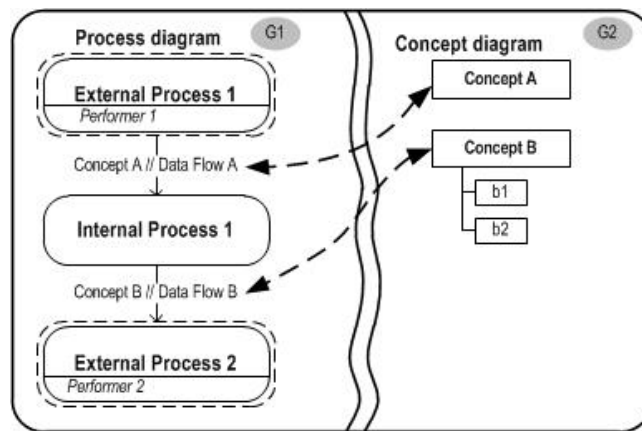 Process diagram
G1
External Process 1
Performer 1
Concept A // Data Flow A
Internal Process 1
Concept B // Data Flow B
External Process 2
Performer 2
G2
Concept diagram
Concept A
Concept B
b1
b2